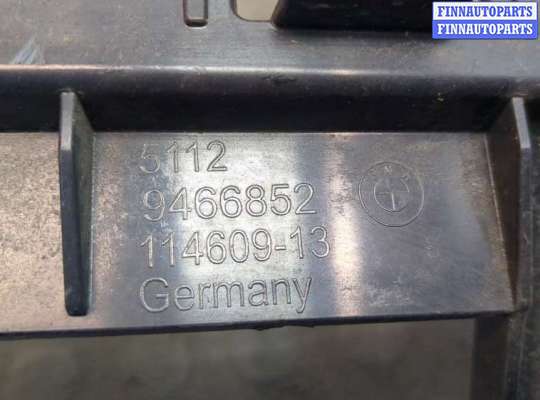 FINNAUTOPARTS
FINNAUTOPARTS
5112
9466852
114609-13
Germany